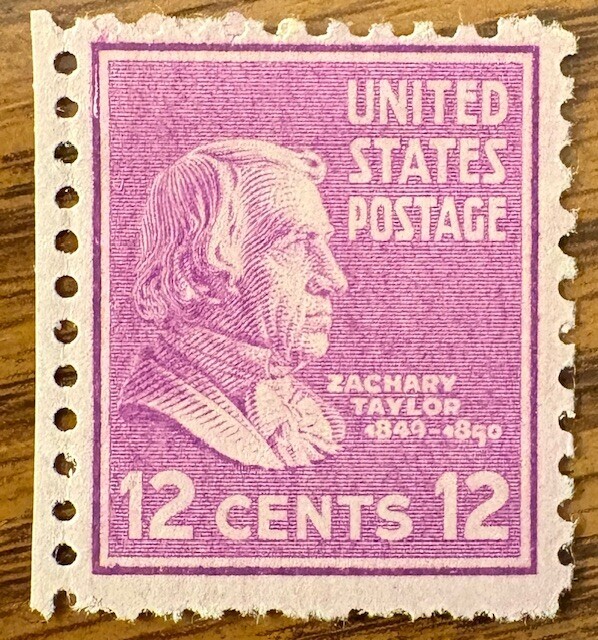 UNITED
STATES
POSTAGE
ZACHARY
TAYLOR
1849-1850
12 CENTS 12